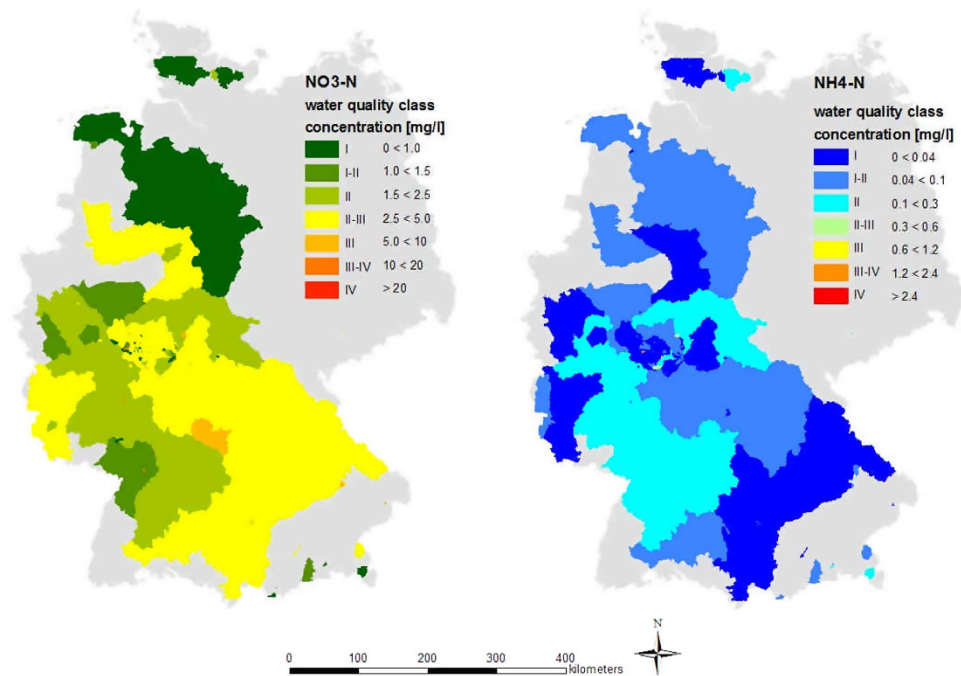 NO3-N
water quality class
concentration [mg/l]
I 0 < 1.0
I-II 1.0 < 1.5
II 1.5 < 2.5
II-III 2.5 < 5.0
III 5.0 < 10
III-IV 10 < 20
IV > 20
NH4-N
water quality class
concentration [mg/l]
I 0 < 0.04
I-II 0.04 < 0.1
II 0.1 < 0.3
II-III 0.3 < 0.6
III 0.6 < 1.2
III-IV 1.2 < 2.4
IV > 2.4
N
0 100 200 300 400
kilometers